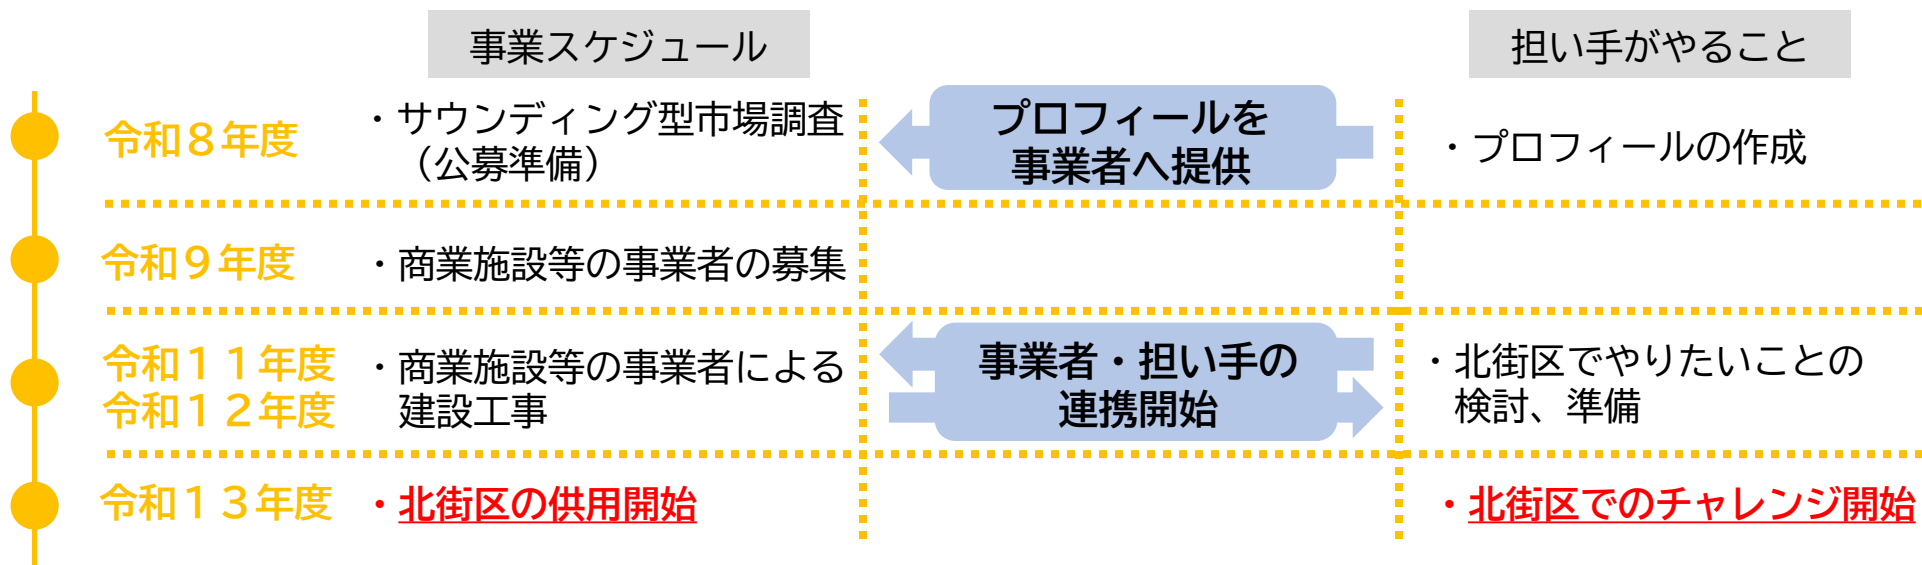 事業スケジュール
担い手がやること
令和８年度
・サウンディング型市場調査
（公募準備）
プロフィールを
事業者へ提供
・プロフィールの作成
令和９年度
・商業施設等の事業者の募集
令和１１年度
令和１２年度
・商業施設等の事業者による
建設工事
事業者・担い手の
連携開始
・北街区でやりたいことの
検討、準備
令和１３年度
・北街区の供用開始
・北街区でのチャレンジ開始